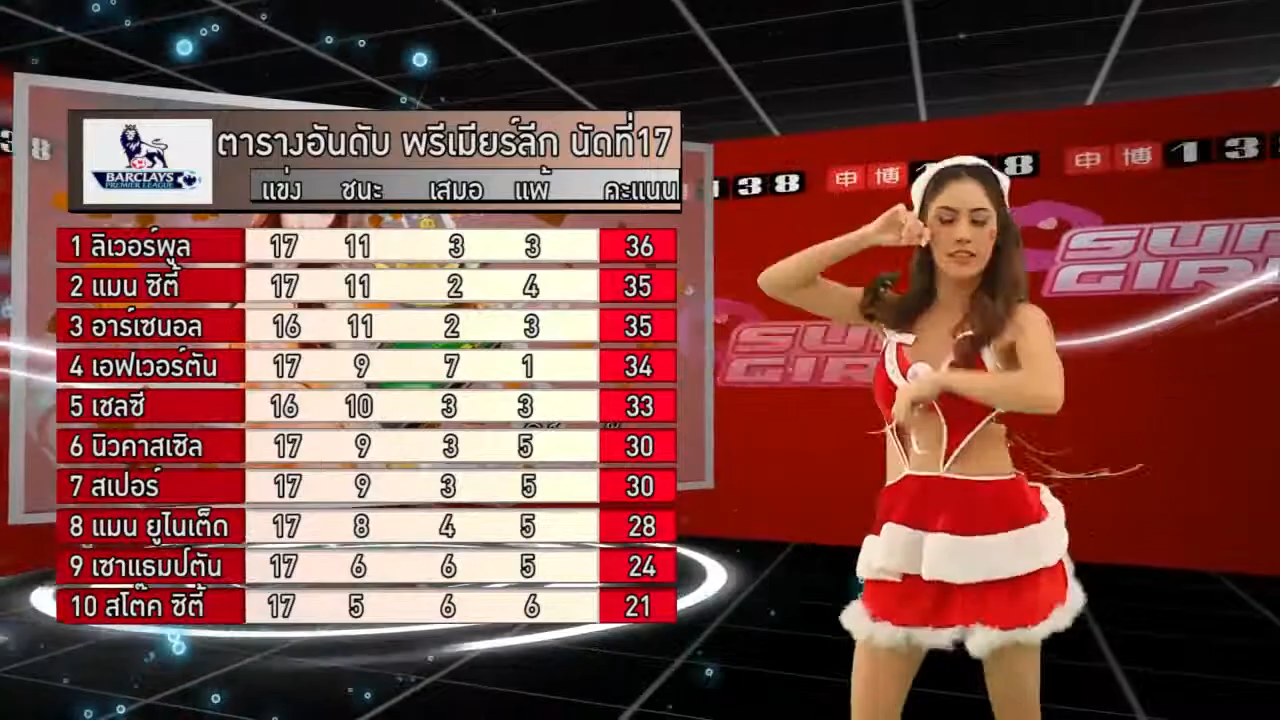 ตารางอันดับ พรีเมียร์ลีก นัดที่17
BARCLAYS
PREMIER LEAGUE
แข่ง ชนะ เสมอ แพ้ คะแนน
1 ลิเวอร์พูล 17 11 3 3 36
2 แมน ซิตี้ 17 11 2 4 35
3 อาร์เซนอล 16 11 2 3 35
4 เอฟเวอร์ตัน 17 9 7 1 34
5 เชลซี 16 10 3 3 33
6 นิวคาสเซิล 17 9 3 5 30
7 สเปอร์ 17 9 3 5 30
8 แมน ยูไนเต็ด 17 8 4 5 28
9 เซาแธมป์ตัน 17 6 6 5 24
10 สโต๊ค ซิตี้ 17 5 6 6 21
138 申博 138 申博 138
SUN
GIRL
SUN
GIRL